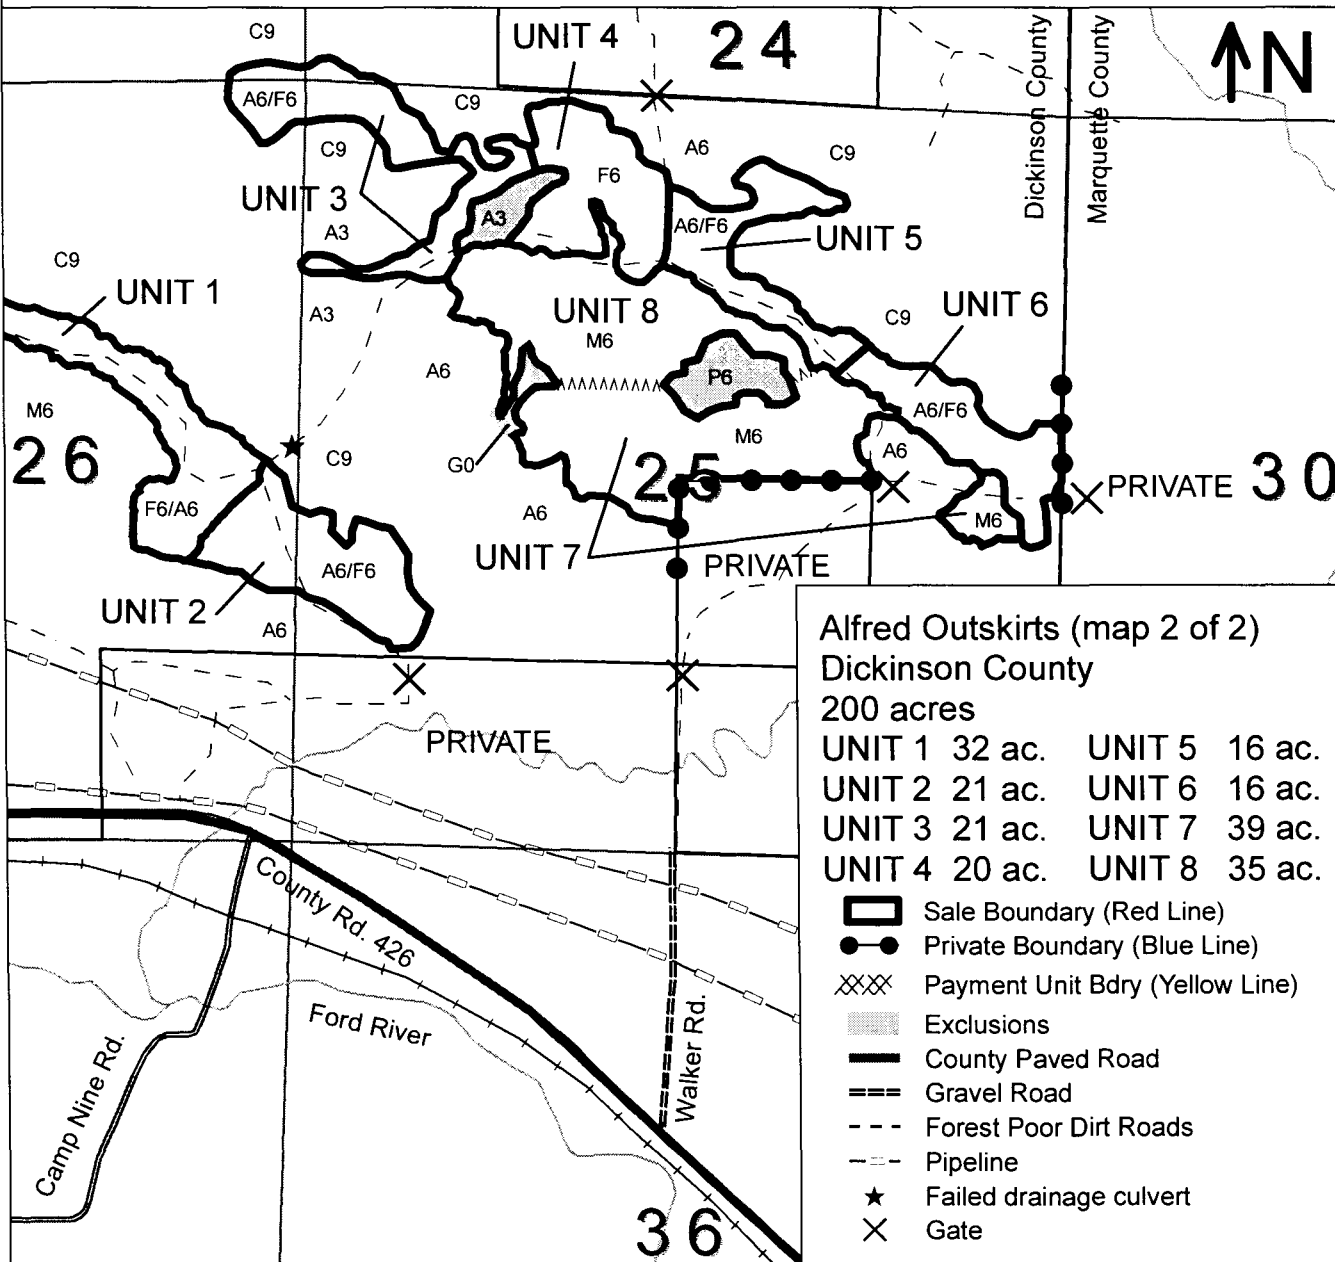 C9
UNIT 4
24
Dickinson County
Marquette County
N
A6/F6
C9
C9
A6
C9
F6
UNIT 3
A3
A3
A6/F6
UNIT 5
C9
UNIT 1
A3
UNIT 8
M6
C9
UNIT 6
A6
P6
M6
A6/F6
26
C9
G0
M6
A6
25
PRIVATE
30
F6/A6
A6
M6
UNIT 7
A6/F6
PRIVATE
UNIT 2
A6
PRIVATE
County Rd. 426
Ford River
Camp Nine Rd.
Walker Rd.
36
Alfred Outskirts (map 2 of 2)
Dickinson County
200 acres
UNIT 1 32 ac. UNIT 5 16 ac.
UNIT 2 21 ac. UNIT 6 16 ac.
UNIT 3 21 ac. UNIT 7 39 ac.
UNIT 4 20 ac. UNIT 8 35 ac.
Sale Boundary (Red Line)
Private Boundary (Blue Line)
Payment Unit Bdry (Yellow Line)
Exclusions
County Paved Road
Gravel Road
Forest Poor Dirt Roads
Pipeline
Failed drainage culvert
Gate